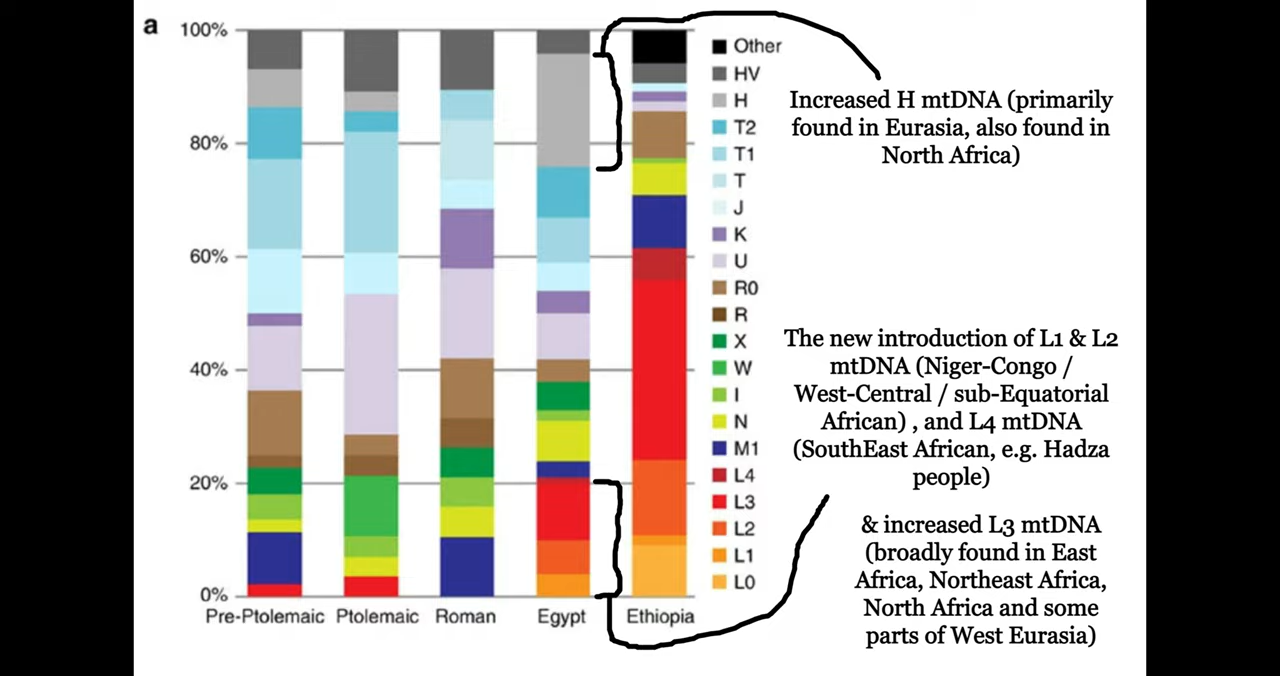 a
100%
80%
60%
40%
20%
0%
Pre-Ptolemaic
Ptolemaic
Roman
Egypt
Ethiopia
Other
HV
H
T2
T1
T
J
K
U
R0
R
X
W
I
N
M1
L4
L3
L2
L1
L0
Increased H mtDNA (primarily
found in Eurasia, also found in
North Africa)
The new introduction of L1 & L2
mtDNA (Niger-Congo /
West-Central / sub-Equatorial
African) , and L4 mtDNA
(SouthEast African, e.g. Hadza
people)
& increased L3 mtDNA
(broadly found in East
Africa, Northeast Africa,
North Africa and some
parts of West Eurasia)